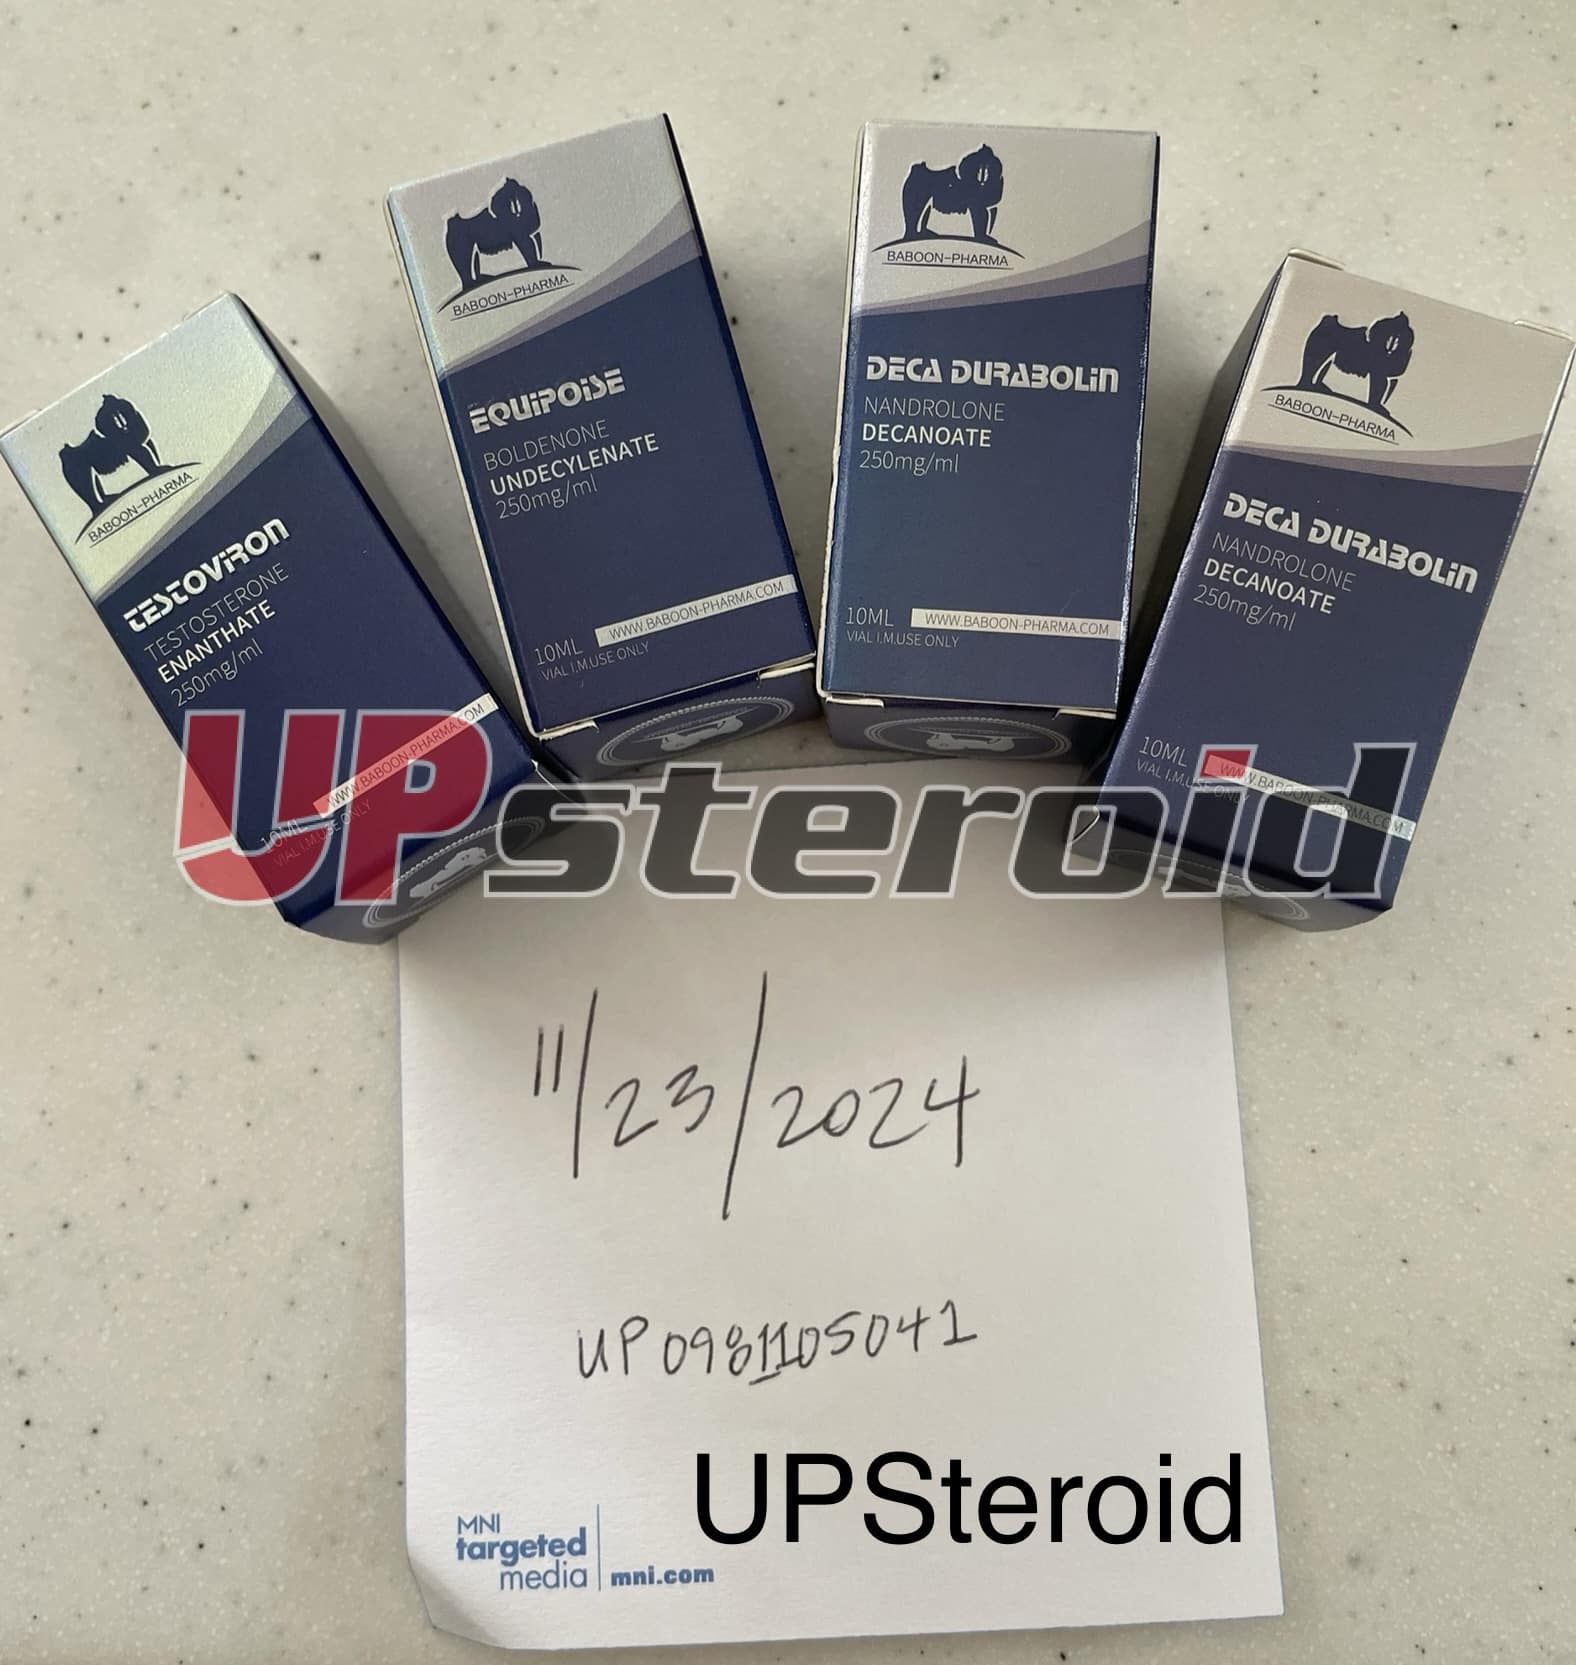 BABOON-PHARMA
TESTOVIRON
TESTOSTERONE
ENANTHATE
250mg/ml
10ML
WWW.BABOON-PHARMA.COM
VIAL I.M.USE ONLY
BABOON-PHARMA
EQUIPOISE
BOLDENONE
UNDECYLENATE
250mg/ml
10ML
WWW.BABOON-PHARMA.COM
VIAL I.M.USE ONLY
BABOON-PHARMA
DECA DURABOLIN
NANDROLONE
DECANOATE
250mg/ml
10ML
WWW.BABOON-PHARMA.COM
VIAL I.M.USE ONLY
BABOON-PHARMA
DECA DURABOLIN
NANDROLONE
DECANOATE
250mg/ml
10ML
WWW.BABOON-PHARMA.COM
VIAL I.M.USE ONLY
UPsteroid
11/23/2024
UP0981105041
UPSteroid
MNI
targeted
media
mni.com